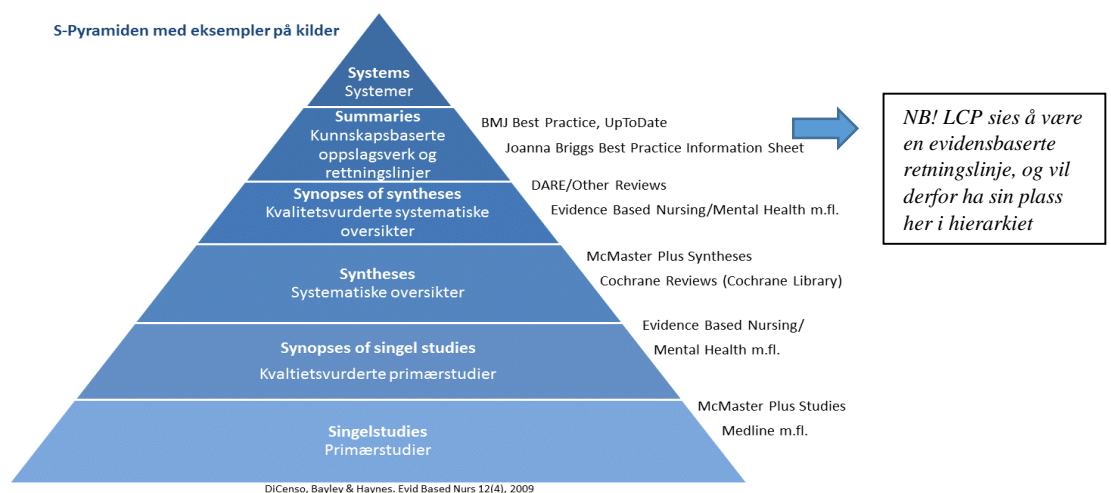 S-Pyramiden med eksempler på kilder
Systems
Systemer
Summaries
Kunnskapsbaserte
oppslagsverk og
rettningslinjer
BMJ Best Practice, UpToDate
Joanna Briggs Best Practice Information Sheet
NB! LCP sies å være
en evidensbaserte
retningslinje, og vil
derfor ha sin plass
her i hierarkiet
Synopses of syntheses
Kvalitetsvurderte systematiske
oversikter
DARE/Other Reviews
Evidence Based Nursing/Mental Health m.fl.
Syntheses
Systematiske oversikter
McMaster Plus Syntheses
Cochrane Reviews (Cochrane Library)
Synopses of singel studies
Kvaltietsvurderte primærstudier
Evidence Based Nursing/
Mental Health m.fl.
Singelstudies
Primærstudier
McMaster Plus Studies
Medline m.fl.
DiCenso, Bayley & Haynes. Evid Based Nurs 12(4), 2009